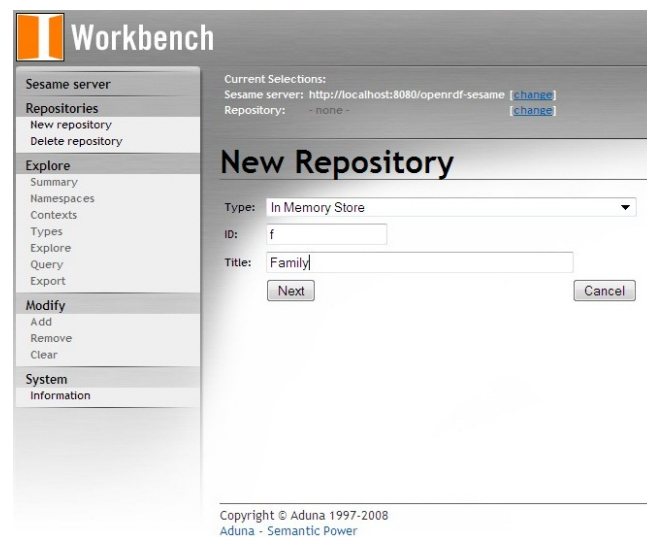 Workbench
Sesame server
Repositories
New repository
Delete repository
Explore
Summary
Namespaces
Contexts
Types
Explore
Query
Export
Modify
Add
Remove
Clear
System
Information
Current Selections:
Sesame server: http://localhost:8080/openrdf-sesame [change]
Repository: - none - [change]
New Repository
Type: In Memory Store
ID: f
Title: Family
Next Cancel
Copyright © Aduna 1997-2008
Aduna - Semantic Power